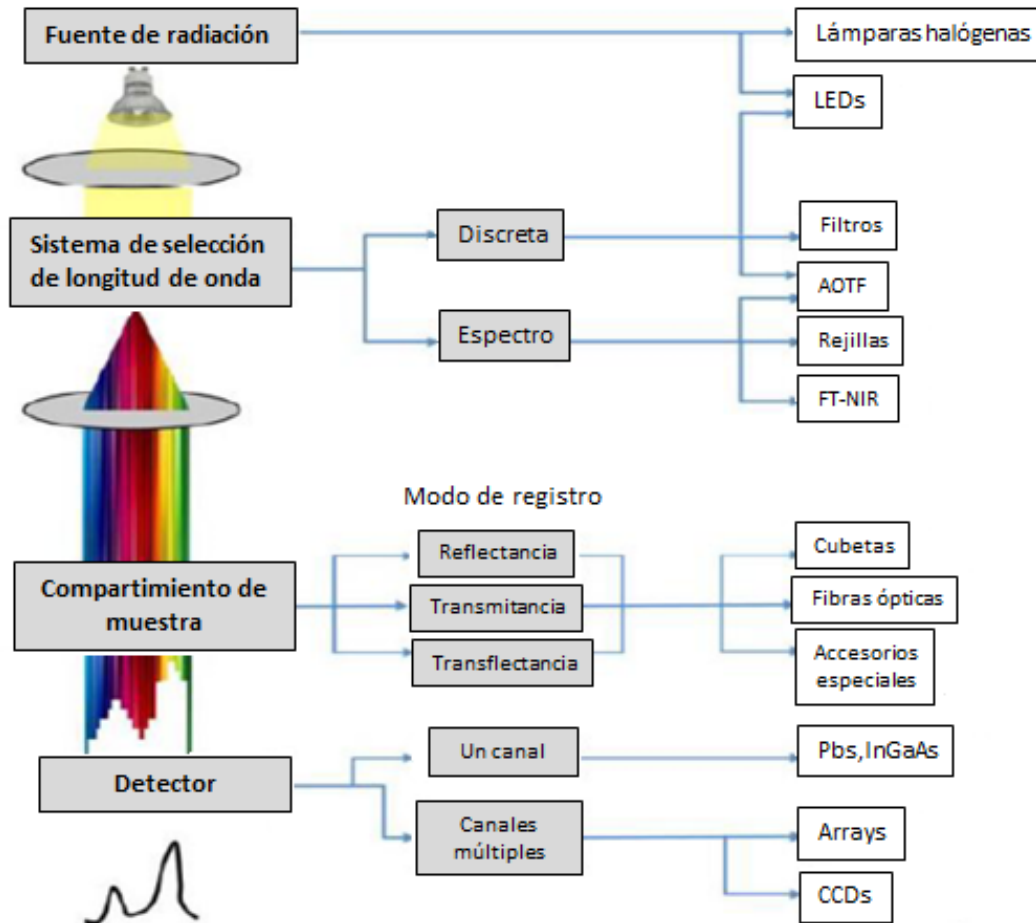 Fuente de radiación
Lámparas halógenas
LEDs
Sistema de selección
de longitud de onda
Discreta
Filtros
AOTF
Espectro
Rejillas
FT-NIR
Modo de registro
Compartimiento de
muestra
Reflectancia
Transmitancia
Transflectancia
Cubetas
Fibras ópticas
Accesorios
especiales
Detector
Un canal
Pbs,InGaAs
Canales
múltiples
Arrays
CCDs